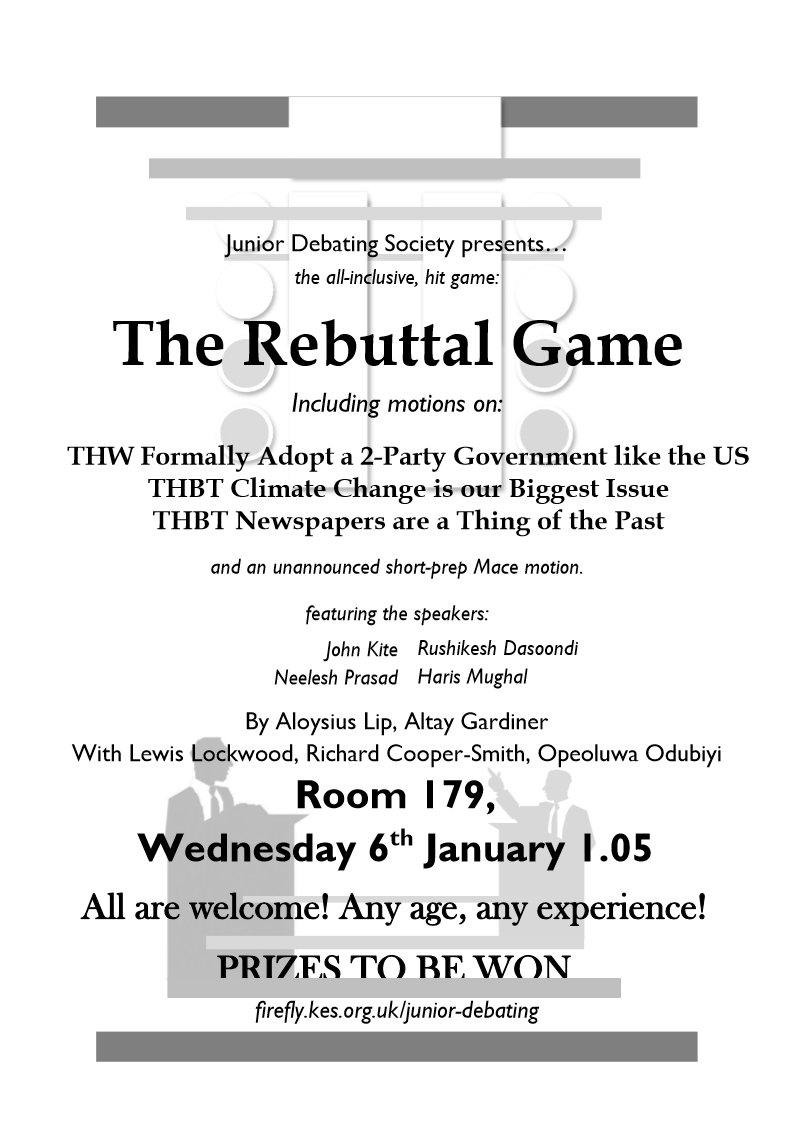 Junior Debating Society presents…
the all-inclusive, hit game:
The Rebuttal Game
Including motions on:
THW Formally Adopt a 2-Party Government like the US
THBT Climate Change is our Biggest Issue
THBT Newspapers are a Thing of the Past
and an unannounced short-prep Mace motion.
featuring the speakers:
John Kite Rushikesh Dasoondi
Neelesh Prasad Haris Mughal
By Aloysius Lip, Altay Gardiner
With Lewis Lockwood, Richard Cooper-Smith, Opeoluwa Odubiyi
Room 179,
Wednesday 6th January 1.05
All are welcome! Any age, any experience!
PRIZES TO BE WON
firefly.kes.org.uk/junior-debating